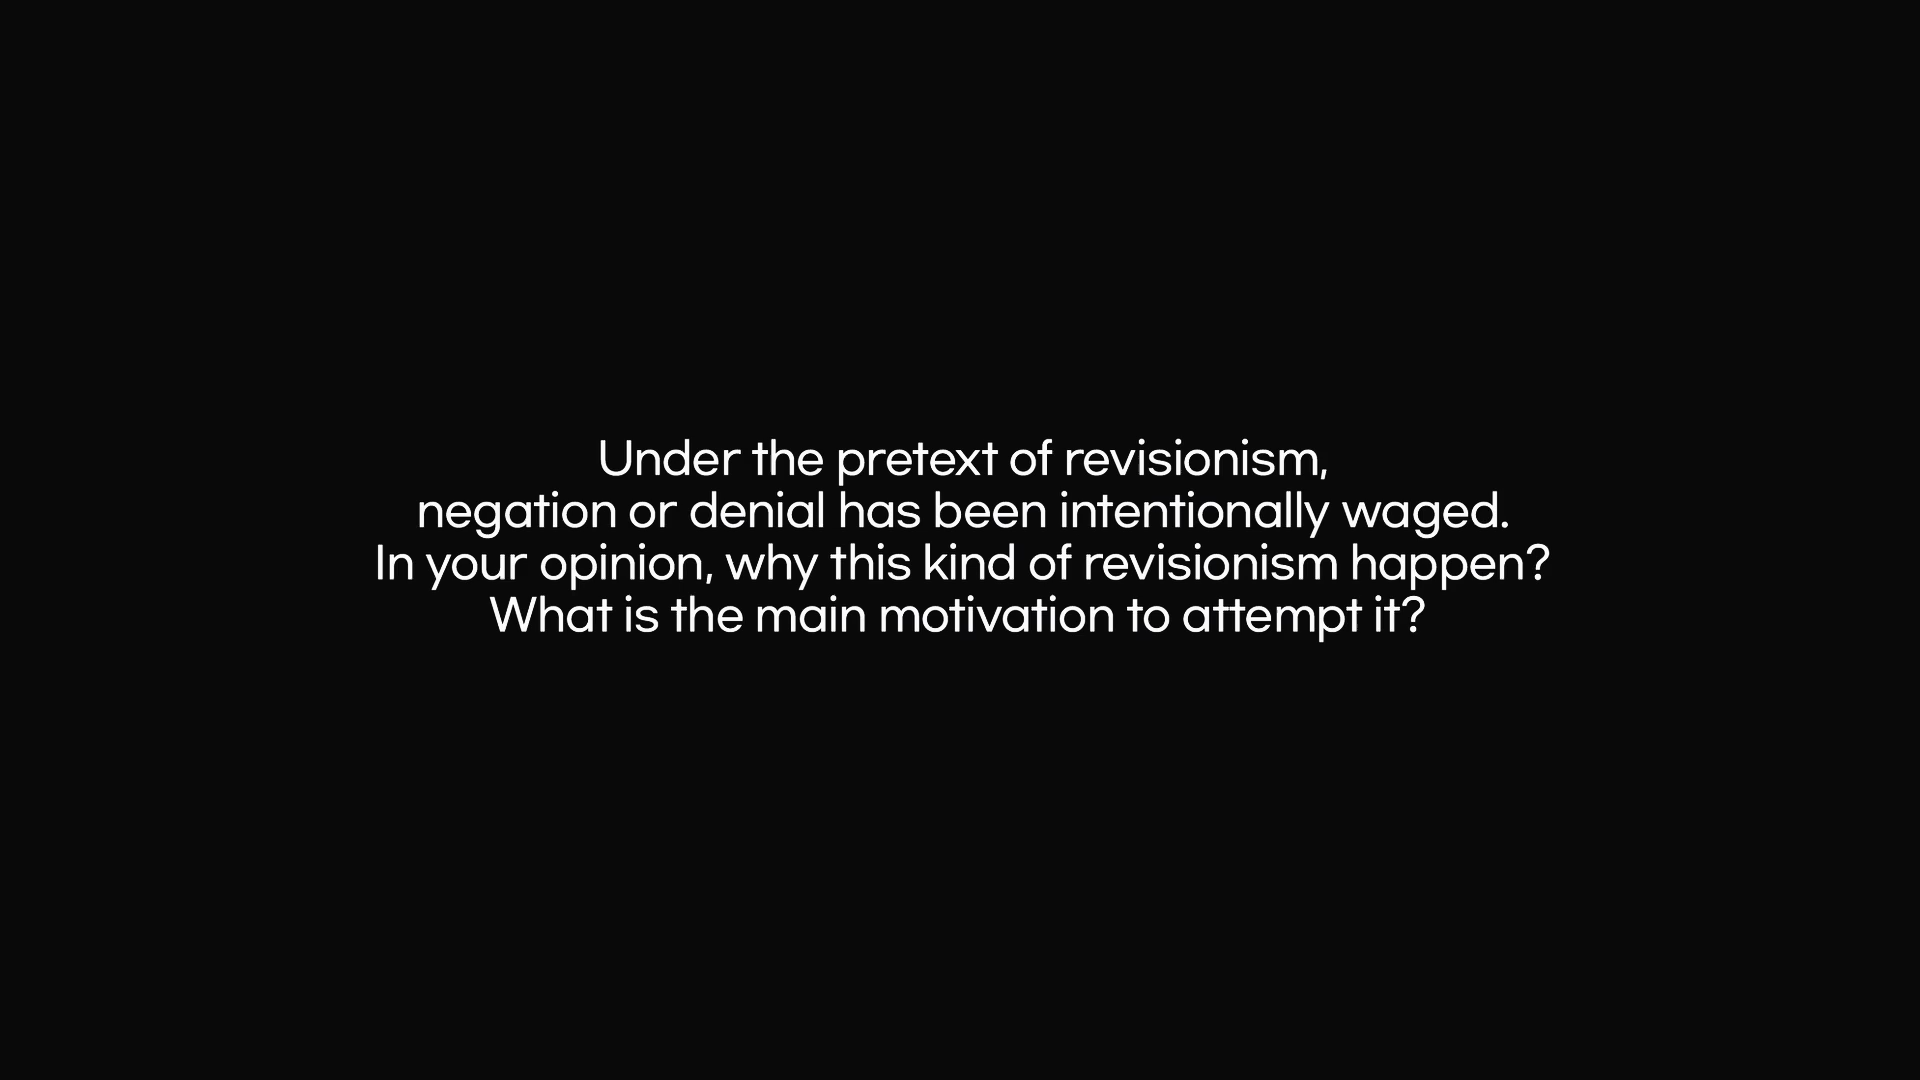 Under the pretext of revisionism,
negation or denial has been intentionally waged.
In your opinion, why this kind of revisionism happen?
What is the main motivation to attempt it?